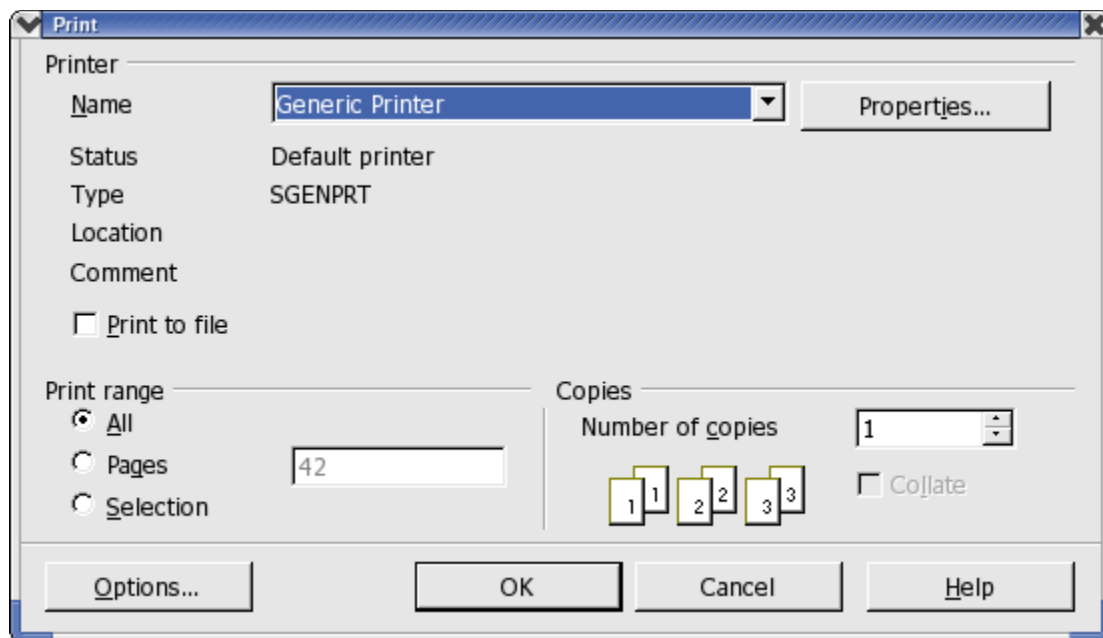 Print
Printer
Name Generic Printer Properties...
Status Default printer
Type SGENPRT
Location
Comment
Print to file
Print range
All
Pages 42
Selection
Copies
Number of copies 1
1 1 2 2 3 3 Collate
Options... OK Cancel Help